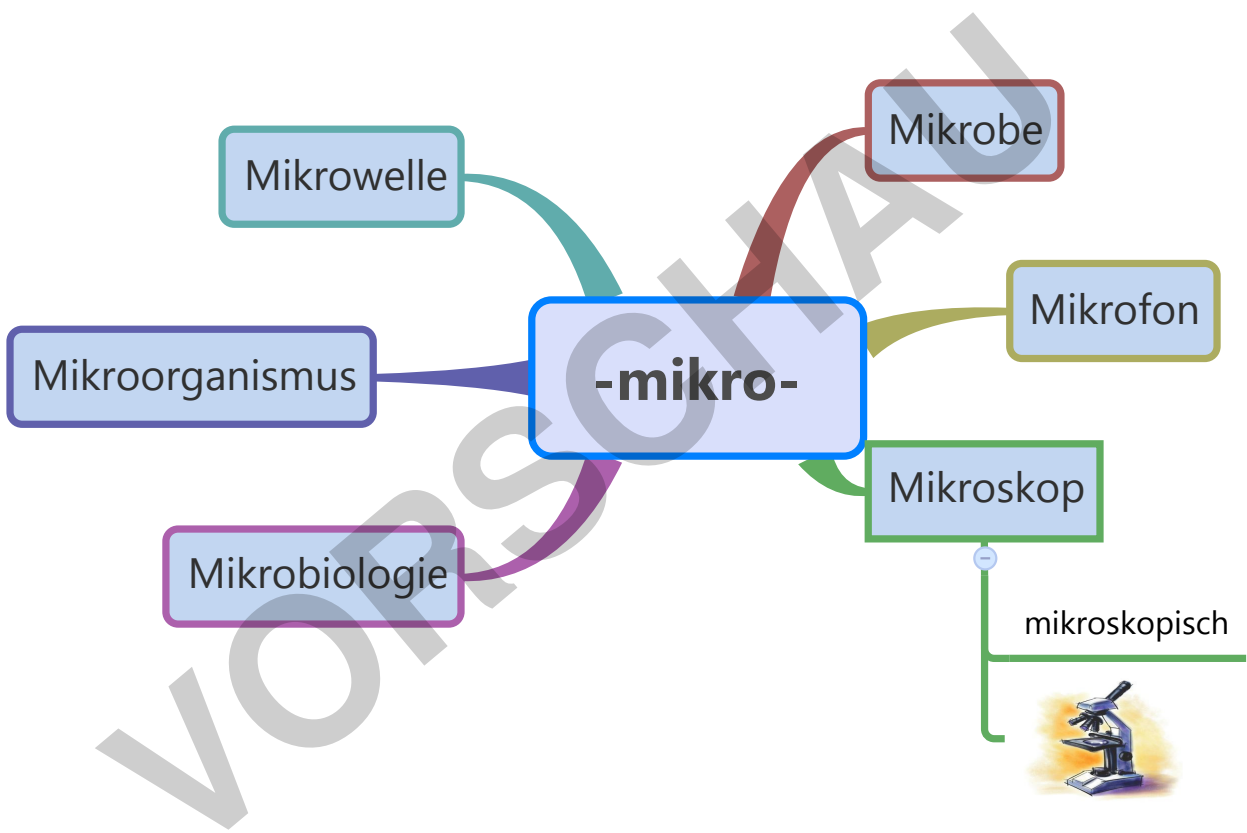 Mikrobe
Mikrowelle
Mikrofon
Mikroorganismus
-mikro-
Mikroskop
Mikrobiologie
mikroskopisch
VORSCHAU